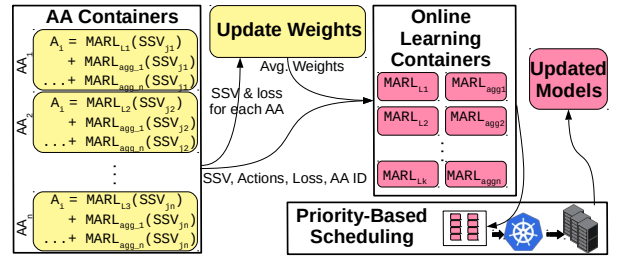 AA Containers
AA_1
A_i = MARL_L1(SSV_j1)
+ MARL_agg_1(SSV_j1)
...+ MARL_agg_n(SSV_j1)
AA_2
A_i = MARL_L2(SSV_j2)
+ MARL_agg_1(SSV_j2)
...+ MARL_agg_n(SSV_j2)
⋮
AA_n
A_i = MARL_L3(SSV_jn)
+ MARL_agg_1(SSV_jn)
...+ MARL_agg_n(SSV_jn)
Update Weights
Avg. Weights
SSV & loss
for each AA
SSV, Actions, Loss, AA ID
Online
Learning
Containers
MARL_L1 MARL_agg1
MARL_L2 MARL_agg2
⋮
MARL_Lk MARL_aggn
Updated
Models
Priority-Based
Scheduling